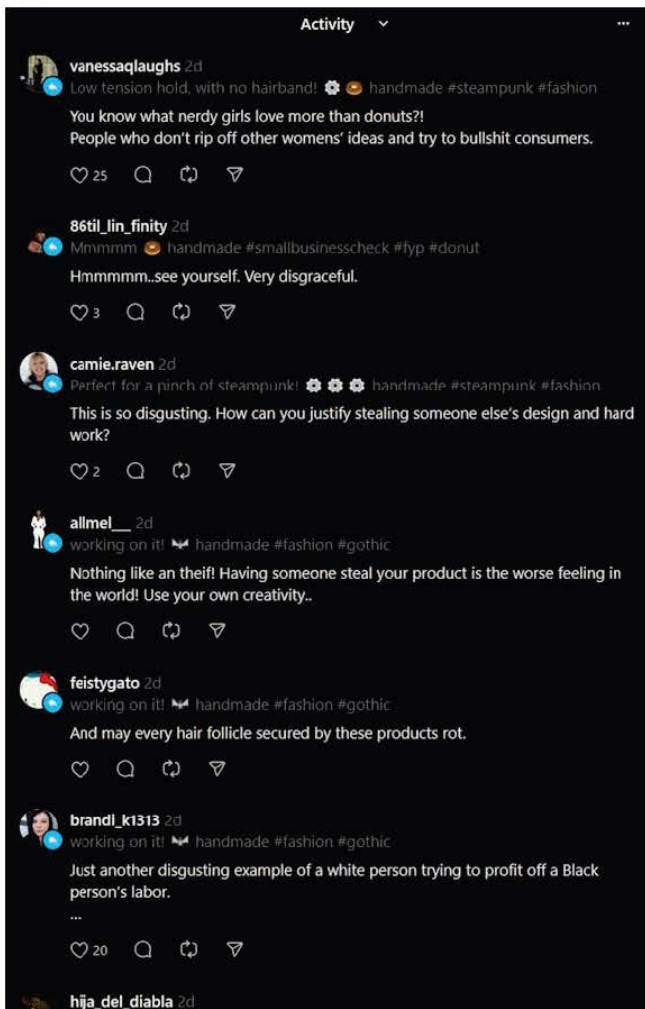 Activity
vanessaqlaughs 2d
Low tension hold, with no hairband! ⚙️ 🍩 handmade #steampunk #fashion
You know what nerdy girls love more than donuts?!
People who don't rip off other womens' ideas and try to bullshit consumers.
25
86til_lin_finity 2d
Mmmmm 🍩 handmade #smallbusinesscheck #fyp #donut
Hmmmmm..see yourself. Very disgraceful.
3
camie.raven 2d
Perfect for a pinch of steampunk! ⚙️ ⚙️ ⚙️ handmade #steampunk #fashion
This is so disgusting. How can you justify stealing someone else's design and hard
work?
2
allmel__ 2d
working on it! 🦇 handmade #fashion #gothic
Nothing like an theif! Having someone steal your product is the worse feeling in
the world! Use your own creativity..
feistygato 2d
working on it! 🦇 handmade #fashion #gothic
And may every hair follicle secured by these products rot.
brandi_k1313 2d
working on it! 🦇 handmade #fashion #gothic
Just another disgusting example of a white person trying to profit off a Black
person's labor.
...
20
hija_del_diabla 2d